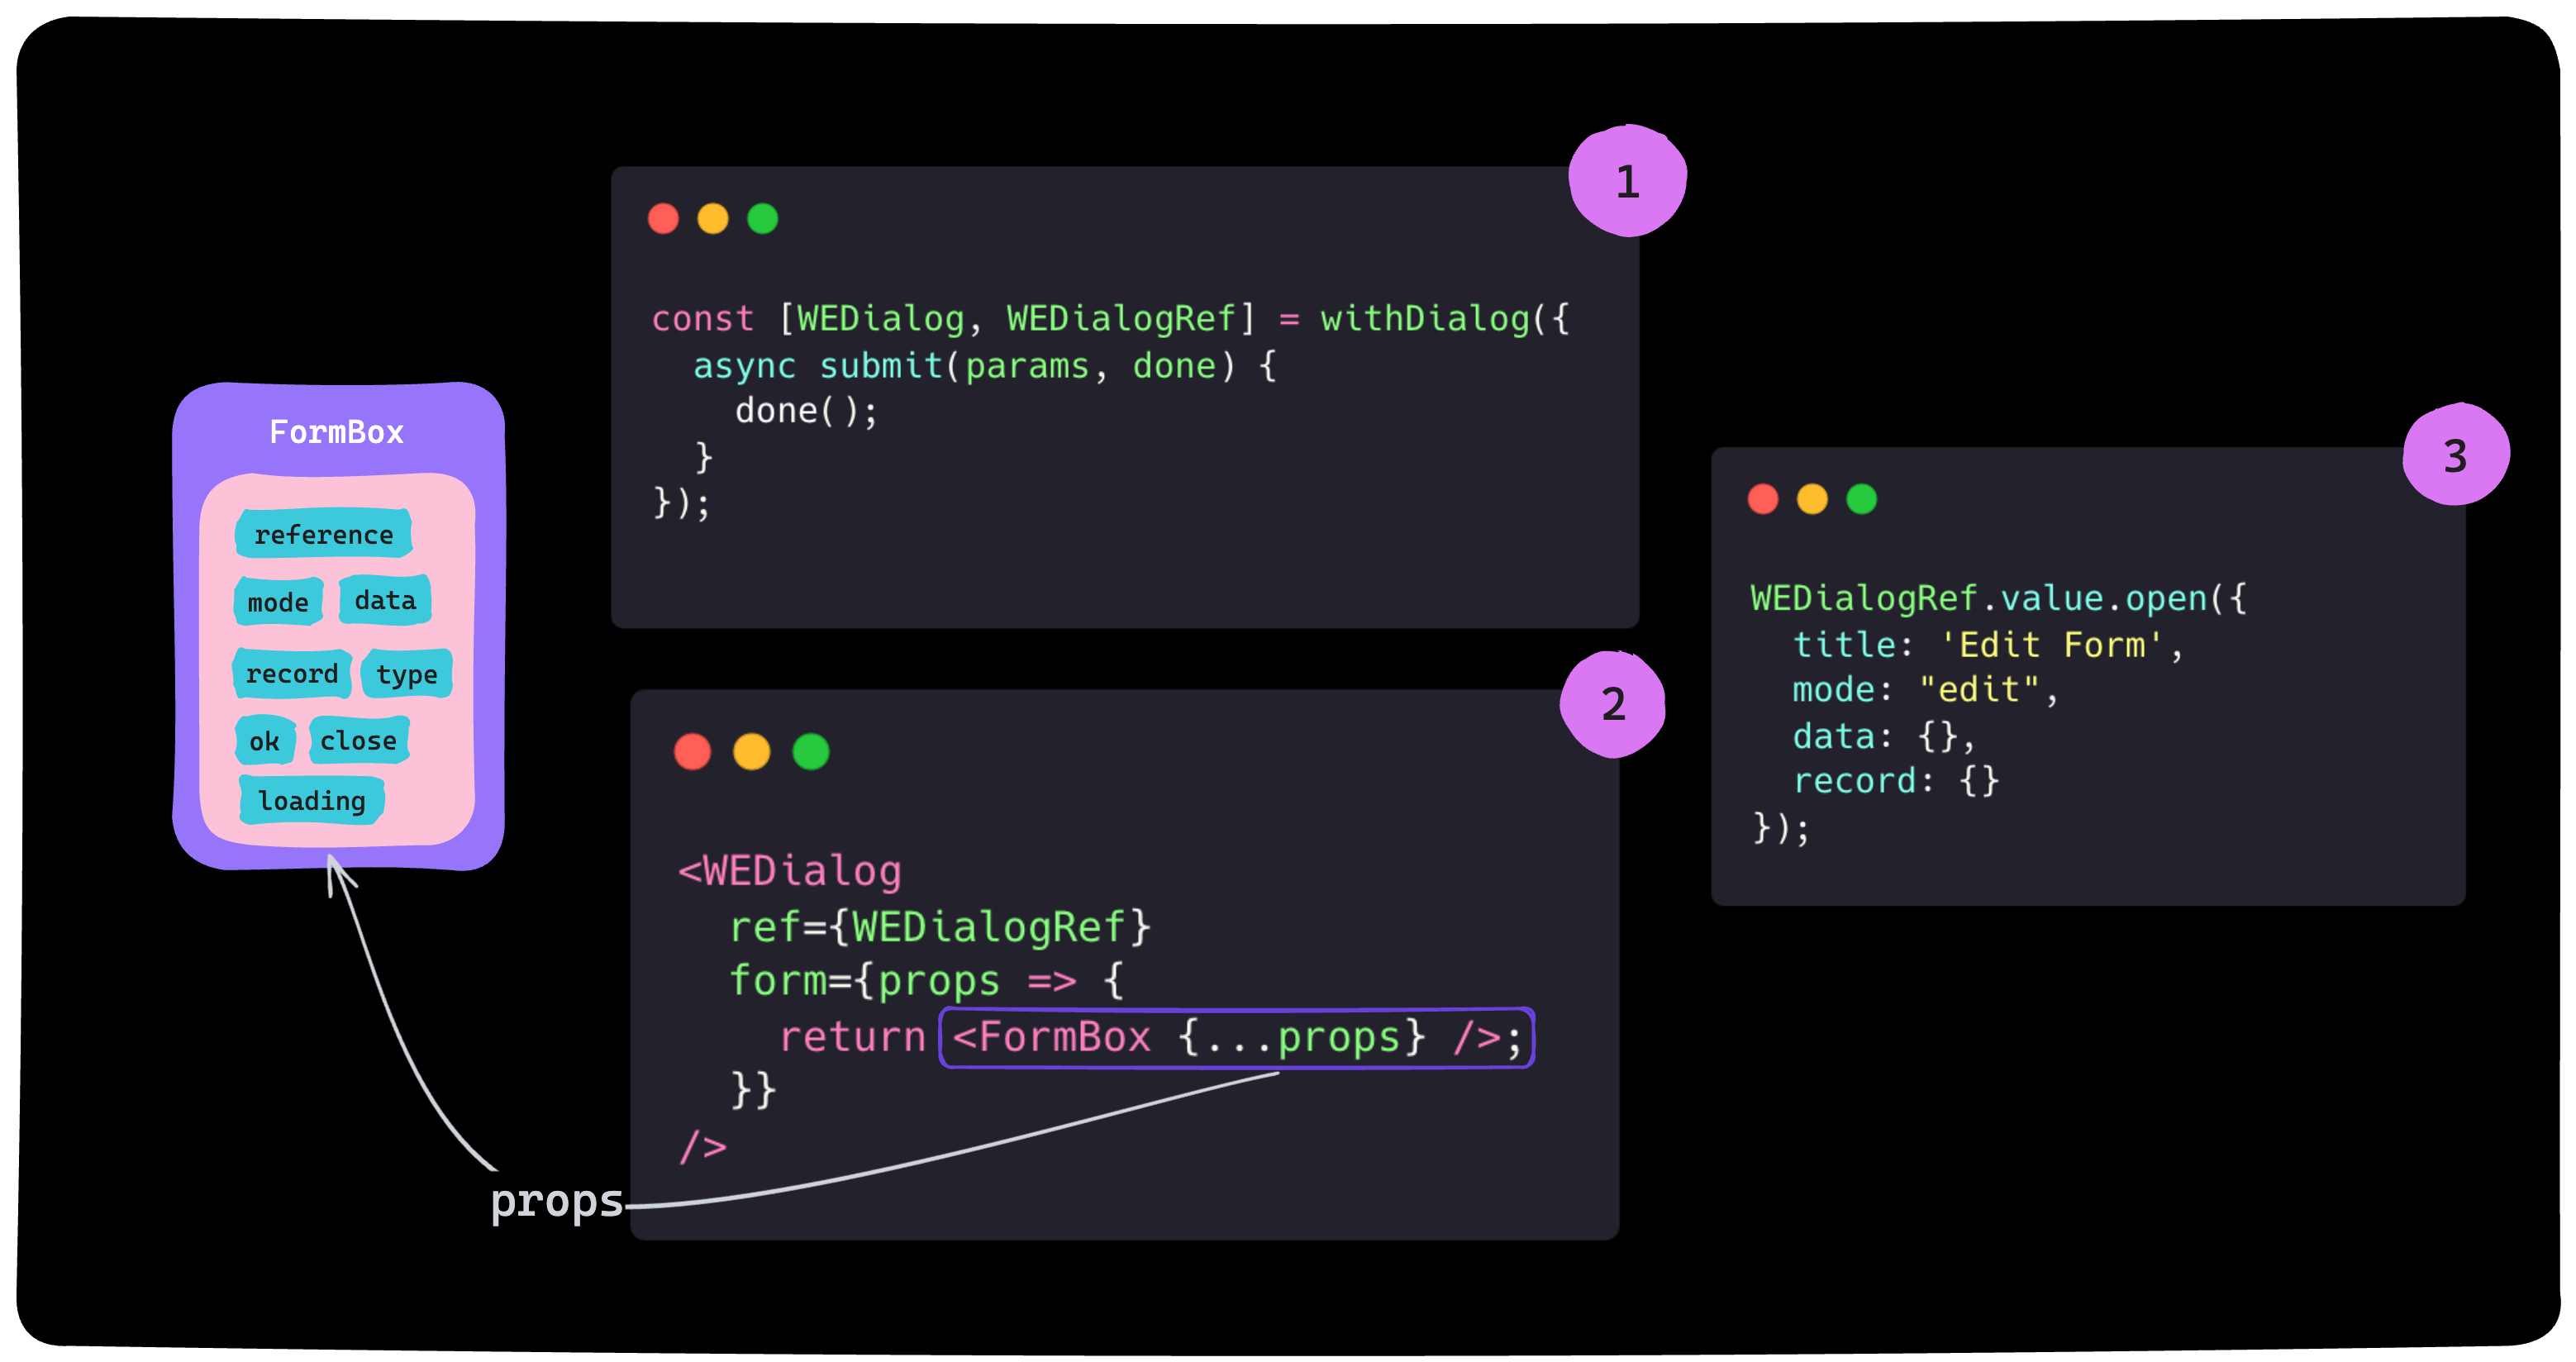 FormBox
reference
mode data
record type
ok close
loading
1
const [WEDialog, WEDialogRef] = withDialog({
  async submit(params, done) {
    done();
  }
});
2
<WEDialog
  ref={WEDialogRef}
  form={props => {
    return <FormBox {...props} />;
  }}
/>
props
3
WEDialogRef.value.open({
  title: 'Edit Form',
  mode: "edit",
  data: {},
  record: {}
});